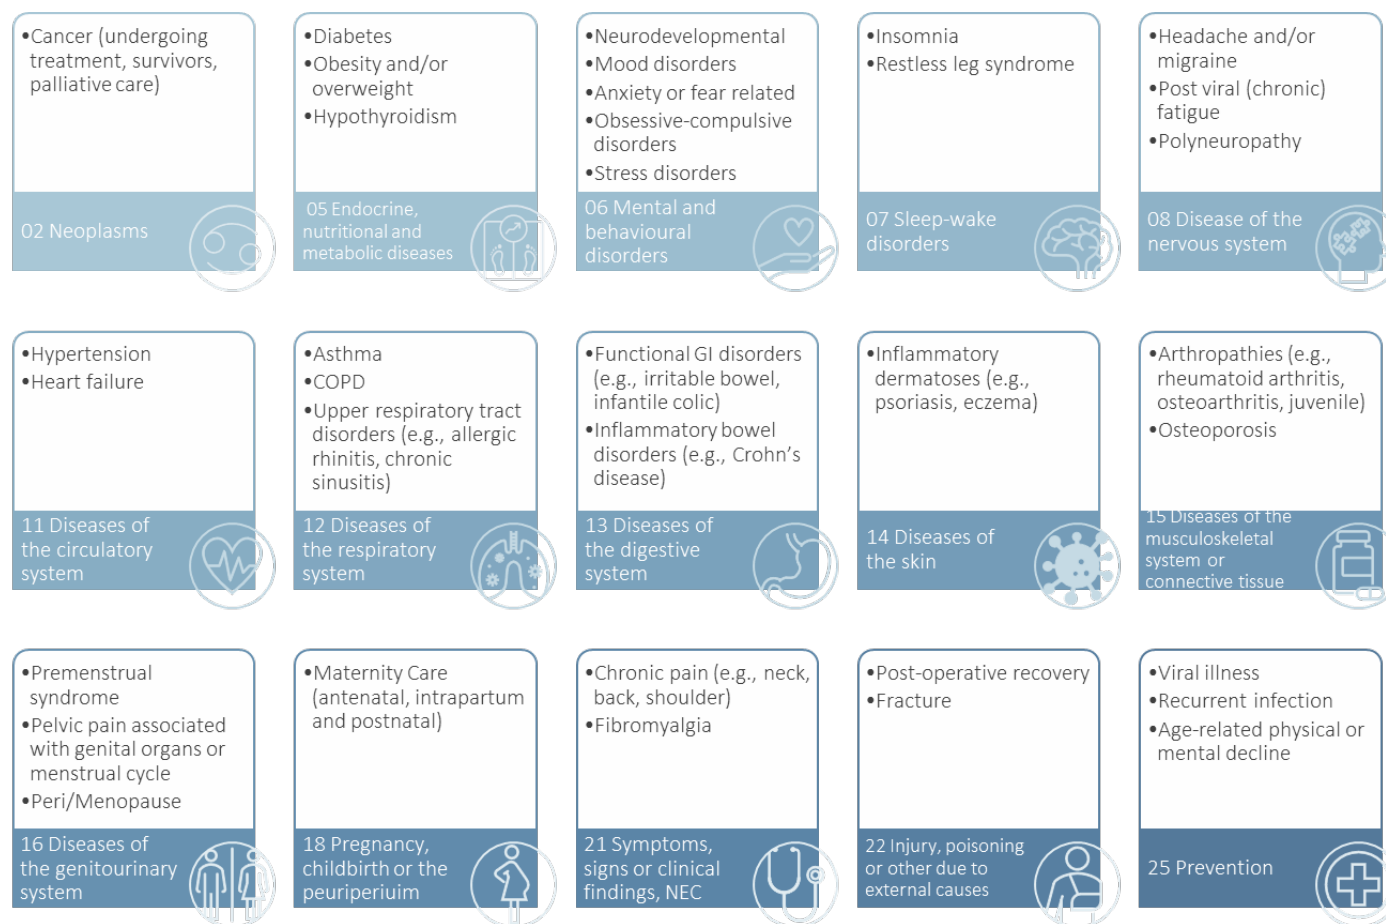 •Cancer (undergoing
treatment, survivors,
palliative care)
02 Neoplasms
•Diabetes
•Obesity and/or
overweight
•Hypothyroidism
05 Endocrine,
nutritional and
metabolic diseases
•Neurodevelopmental
•Mood disorders
•Anxiety or fear related
•Obsessive-compulsive
disorders
•Stress disorders
06 Mental and
behavioural
disorders
•Insomnia
•Restless leg syndrome
07 Sleep-wake
disorders
•Headache and/or
migraine
•Post viral (chronic)
fatigue
•Polyneuropathy
08 Disease of the
nervous system
•Hypertension
•Heart failure
11 Diseases of
the circulatory
system
•Asthma
•COPD
•Upper respiratory tract
disorders (e.g., allergic
rhinitis, chronic
sinusitis)
12 Diseases of
the respiratory
system
•Functional GI disorders
(e.g., irritable bowel,
infantile colic)
•Inflammatory bowel
disorders (e.g., Crohn’s
disease)
13 Diseases of
the digestive
system
•Inflammatory
dermatoses (e.g.,
psoriasis, eczema)
14 Diseases of
the skin
•Arthropathies (e.g.,
rheumatoid arthritis,
osteoarthritis, juvenile)
•Osteoporosis
15 Diseases of the
musculoskeletal
system or
connective tissue
•Premenstrual
syndrome
•Pelvic pain associated
with genital organs or
menstrual cycle
•Peri/Menopause
16 Diseases of
the genitourinary
system
•Maternity Care
(antenatal, intrapartum
and postnatal)
18 Pregnancy,
childbirth or the
peuriperiuim
•Chronic pain (e.g., neck,
back, shoulder)
•Fibromyalgia
21 Symptoms,
signs or clinical
findings, NEC
•Post-operative recovery
•Fracture
22 Injury, poisoning
or other due to
external causes
•Viral illness
•Recurrent infection
•Age-related physical or
mental decline
25 Prevention